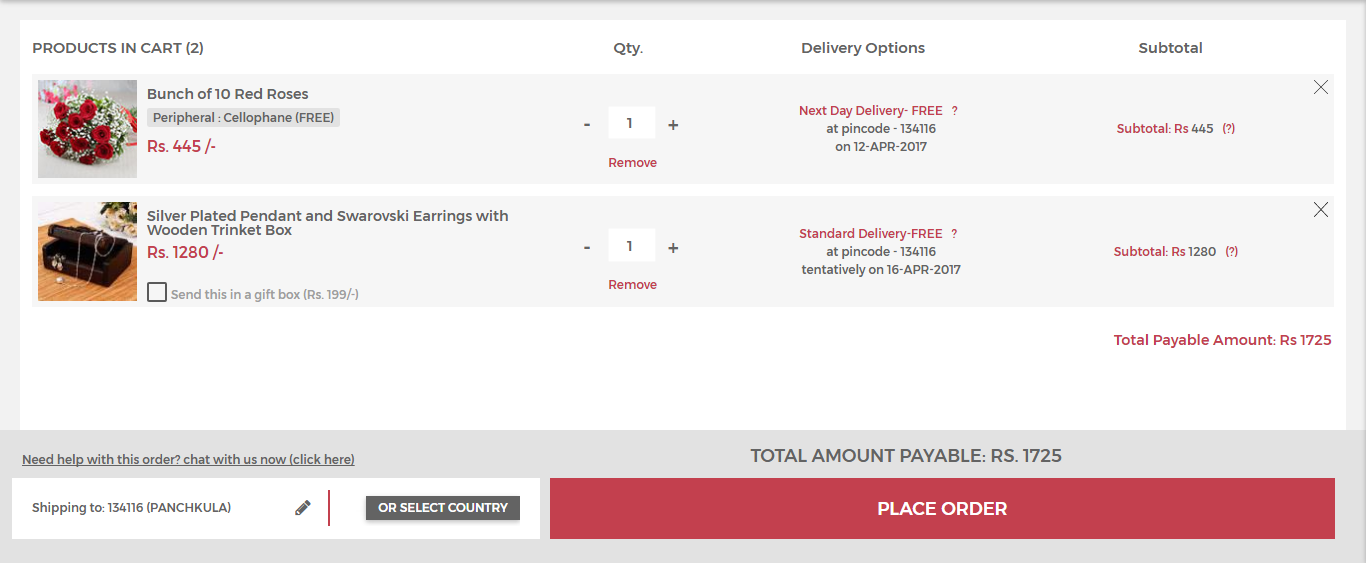 PRODUCTS IN CART (2)
Qty.
Delivery Options
Subtotal
Bunch of 10 Red Roses
Peripheral : Cellophane (FREE)
Rs. 445 /-
- 1 +
Remove
Next Day Delivery- FREE ?
at pincode - 134116
on 12-APR-2017
Subtotal: Rs 445 (?)
Silver Plated Pendant and Swarovski Earrings with
Wooden Trinket Box
Rs. 1280 /-
Send this in a gift box (Rs. 199/-)
- 1 +
Remove
Standard Delivery-FREE ?
at pincode - 134116
tentatively on 16-APR-2017
Subtotal: Rs 1280 (?)
Total Payable Amount: Rs 1725
Need help with this order? chat with us now (click here)
TOTAL AMOUNT PAYABLE: RS. 1725
Shipping to: 134116 (PANCHKULA)
OR SELECT COUNTRY
PLACE ORDER